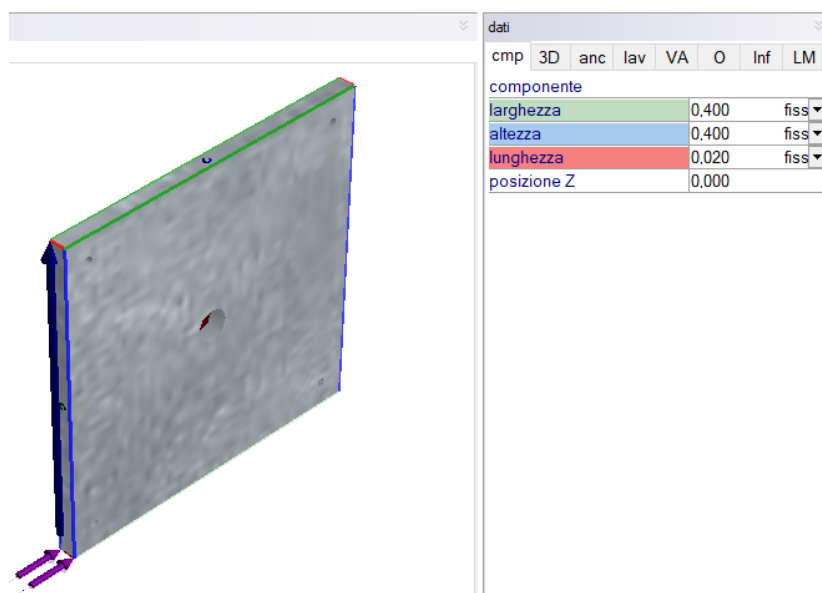 dati
cmp 3D anc lav VA O Inf LM
componente
larghezza 0,400 fiss
altezza 0,400 fiss
lunghezza 0,020 fiss
posizione Z 0,000